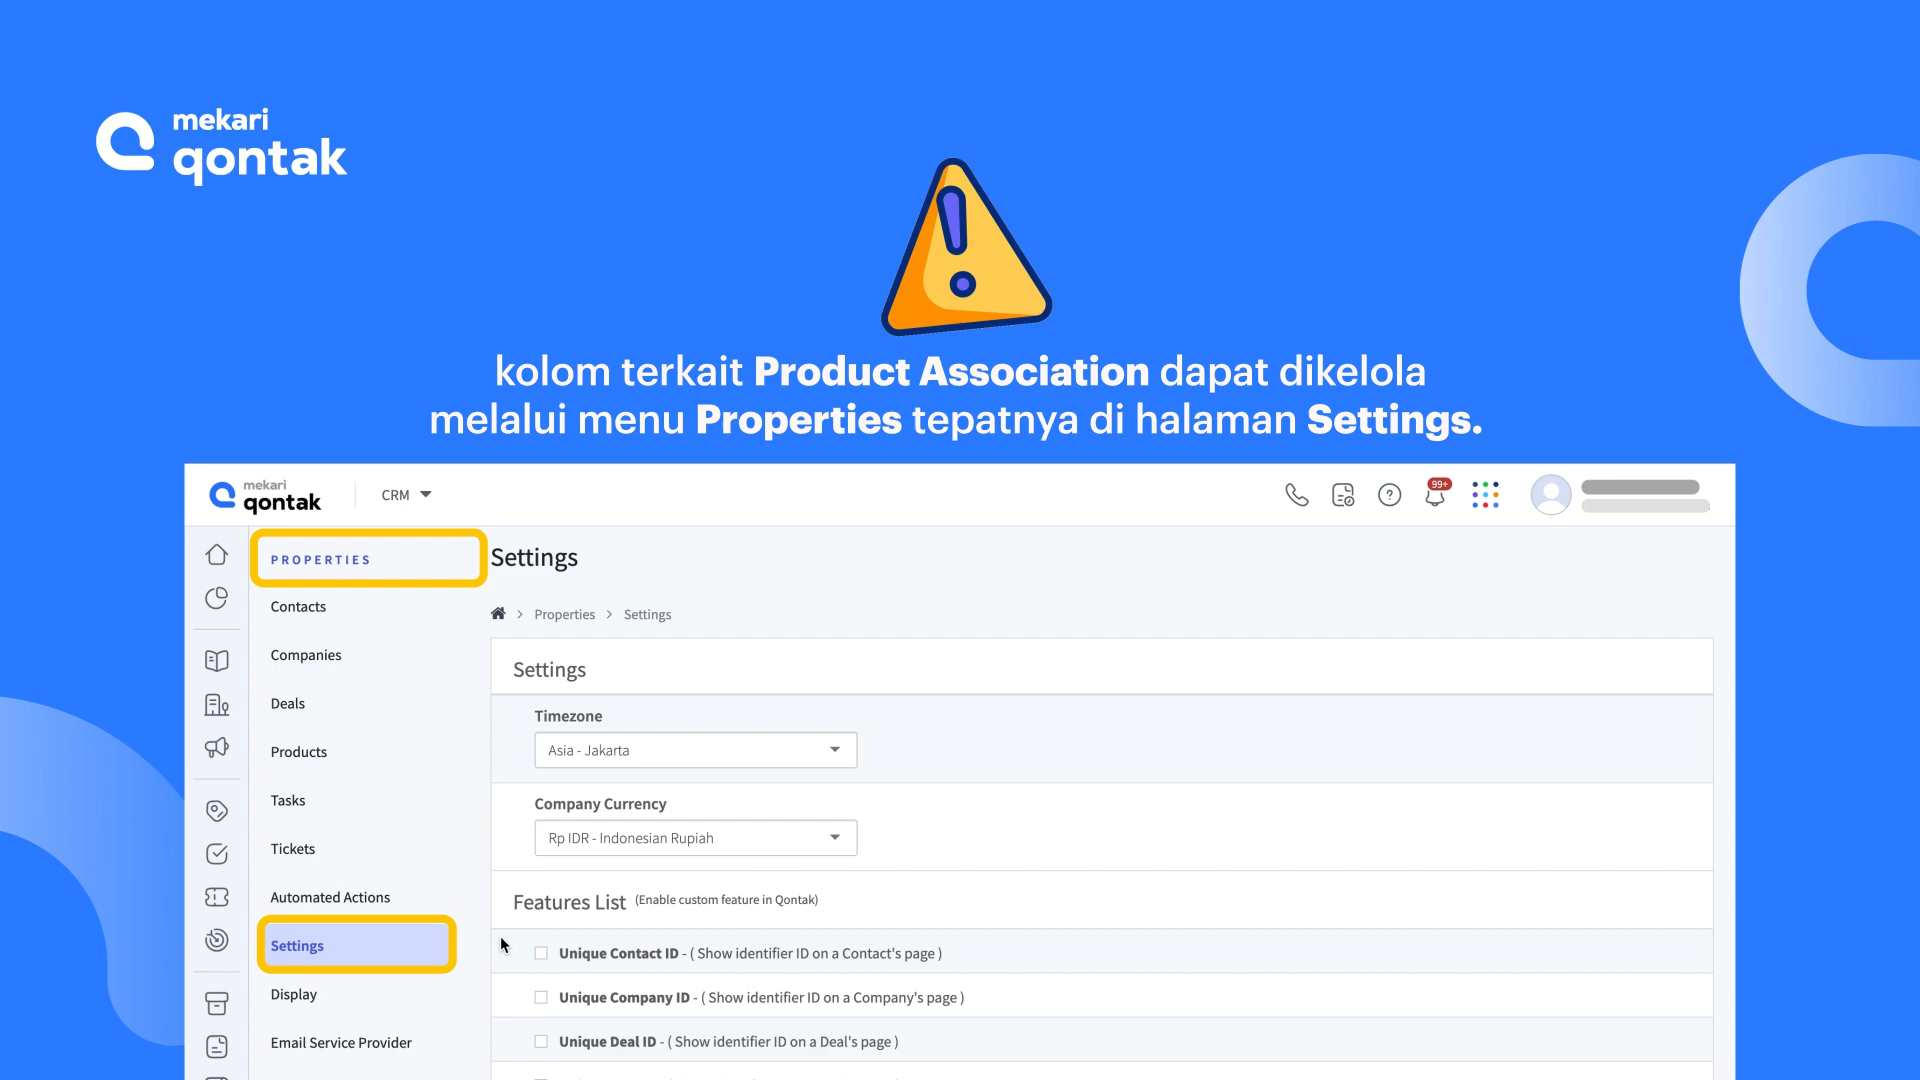 mekari
qontak
kolom terkait Product Association dapat dikelola
melalui menu Properties tepatnya di halaman Settings.
mekari
qontak
CRM
99+
PROPERTIES
Settings
Contacts
Properties
Settings
Companies
Settings
Deals
Timezone
Products
Asia - Jakarta
Tasks
Company Currency
Rp IDR - Indonesian Rupiah
Tickets
Automated Actions
Features List (Enable custom feature in Qontak)
Settings
Unique Contact ID - ( Show identifier ID on a Contact's page )
Display
Unique Company ID - ( Show identifier ID on a Company's page )
Email Service Provider
Unique Deal ID - ( Show identifier ID on a Deal's page )